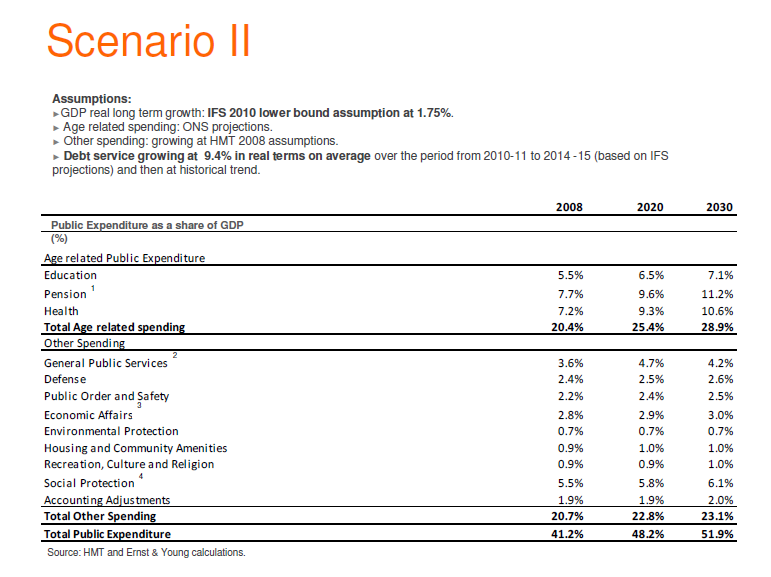 Scenario II
Assumptions:
►GDP real long term growth: IFS 2010 lower bound assumption at 1.75%.
► Age related spending: ONS projections.
► Other spending: growing at HMT 2008 assumptions.
► Debt service growing at 9.4% in real terms on average over the period from 2010-11 to 2014 -15 (based on IFS
projections) and then at historical trend.
2008 2020 2030
Public Expenditure as a share of GDP
(%)
Age related Public Expenditure
Education 5.5% 6.5% 7.1%
Pension 1 7.7% 9.6% 11.2%
Health 7.2% 9.3% 10.6%
Total Age related spending 20.4% 25.4% 28.9%
Other Spending
General Public Services 2 3.6% 4.7% 4.2%
Defense 2.4% 2.5% 2.6%
Public Order and Safety 2.2% 2.4% 2.5%
Economic Affairs 3 2.8% 2.9% 3.0%
Environmental Protection 0.7% 0.7% 0.7%
Housing and Community Amenities 0.9% 1.0% 1.0%
Recreation, Culture and Religion 0.9% 0.9% 1.0%
Social Protection 4 5.5% 5.8% 6.1%
Accounting Adjustments 1.9% 1.9% 2.0%
Total Other Spending 20.7% 22.8% 23.1%
Total Public Expenditure 41.2% 48.2% 51.9%
Source: HMT and Ernst & Young calculations.